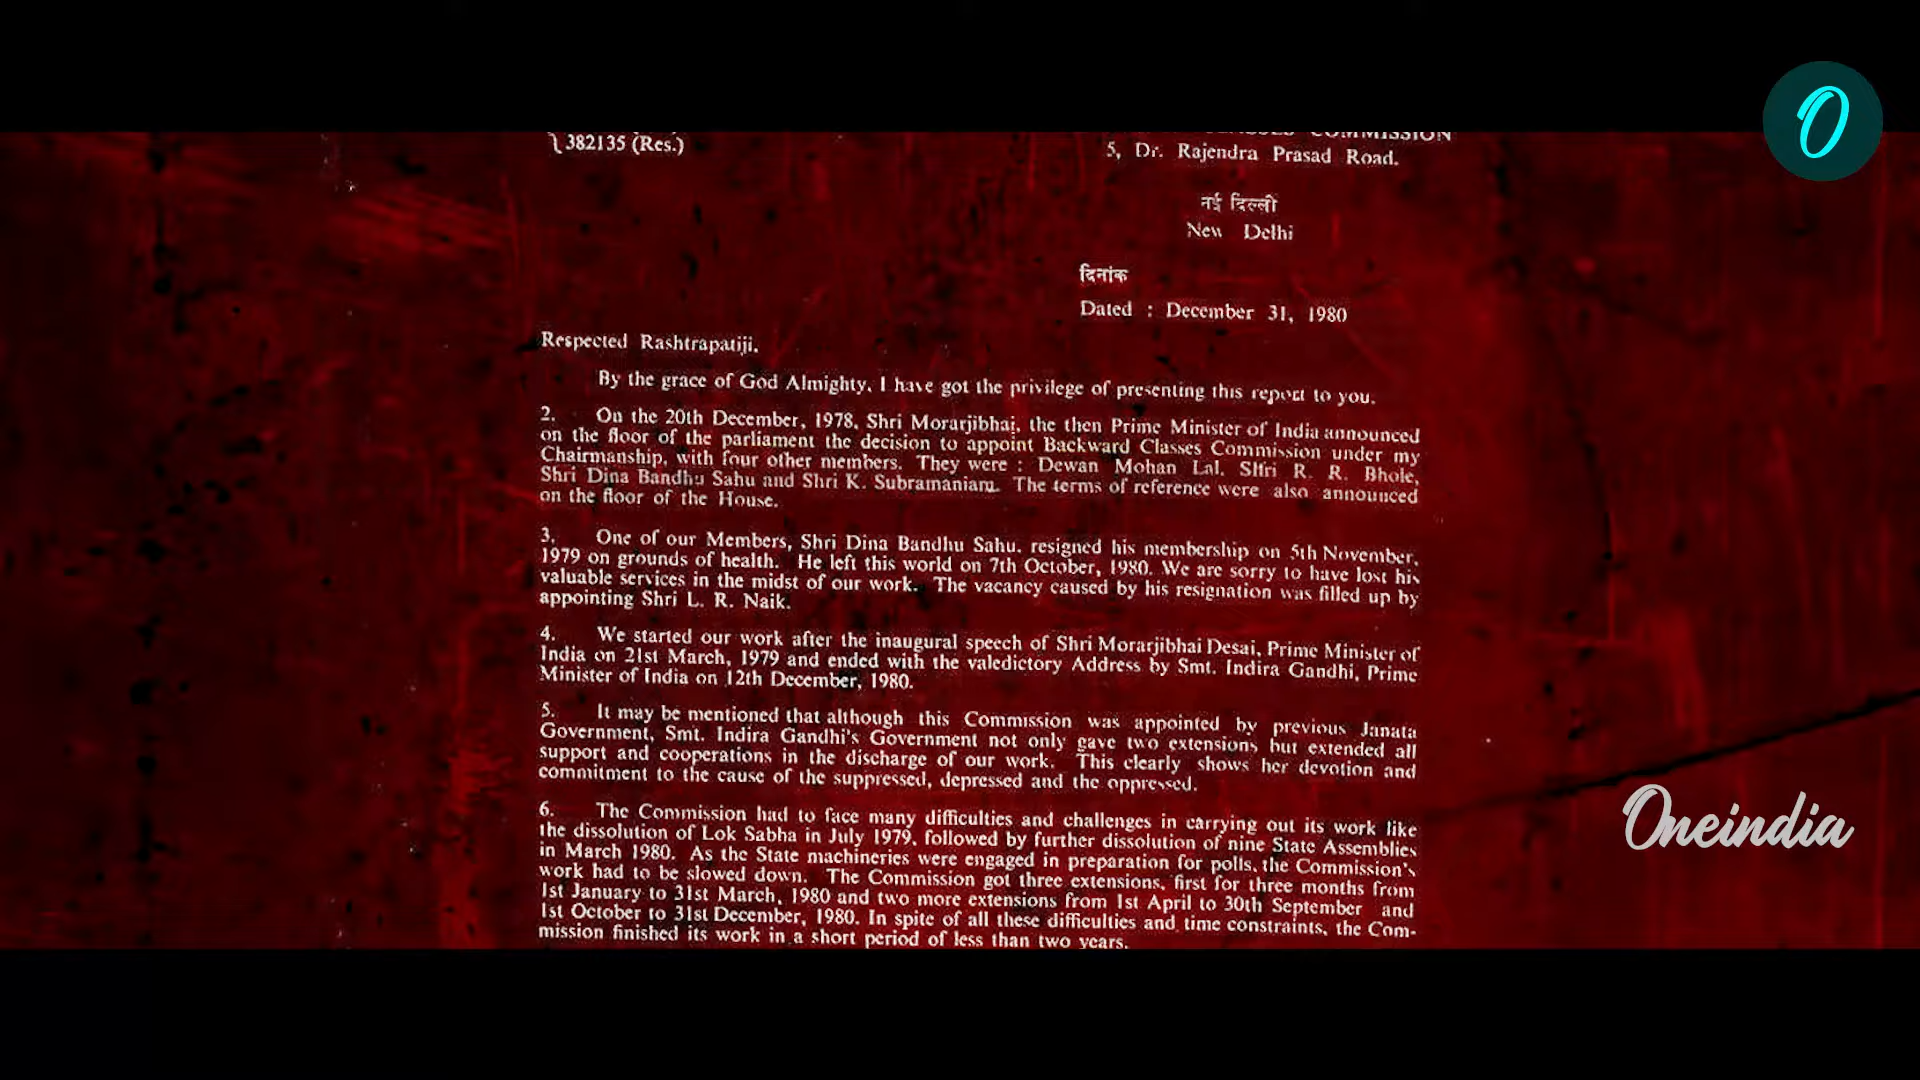 382135 (Res.)
CLASSES COMMISSION
5, Dr. Rajendra Prasad Road.
नई दिल्ली
New Delhi
दिनांक
Dated : December 31, 1980
Respected Rashtrapatiji.
By the grace of God Almighty, I have got the privilege of presenting this report to you.
2. On the 20th December, 1978, Shri Morarjibhai, the then Prime Minister of India announced
on the floor of the parliament the decision to appoint Backward Classes Commission under my
Chairmanship, with four other members. They were : Dewan Mohan Lal, Shri R. R. Bhole,
Shri Dina Bandhu Sahu and Shri K. Subramaniam. The terms of reference were also announced
on the floor of the House.
3. One of our Members, Shri Dina Bandhu Sahu, resigned his membership on 5th November,
1979 on grounds of health. He left this world on 7th October, 1980. We are sorry to have lost his
valuable services in the midst of our work. The vacancy caused by his resignation was filled up by
appointing Shri L. R. Naik.
4. We started our work after the inaugural speech of Shri Morarjibhai Desai, Prime Minister of
India on 21st March, 1979 and ended with the valedictory Address by Smt. Indira Gandhi, Prime
Minister of India on 12th December, 1980.
5. It may be mentioned that although this Commission was appointed by previous Janata
Government, Smt. Indira Gandhi's Government not only gave two extensions but extended all
support and cooperations in the discharge of our work. This clearly shows her devotion and
commitment to the cause of the suppressed, depressed and the oppressed.
6. The Commission had to face many difficulties and challenges in carrying out its work like
the dissolution of Lok Sabha in July 1979, followed by further dissolution of nine State Assemblies
in March 1980. As the State machineries were engaged in preparation for polls, the Commission's
work had to be slowed down. The Commission got three extensions, first for three months from
1st January to 31st March, 1980 and two more extensions from 1st April to 30th September and
1st October to 31st December, 1980. In spite of all these difficulties and time constraints, the Com-
mission finished its work in a short period of less than two years.
O
Oneindia